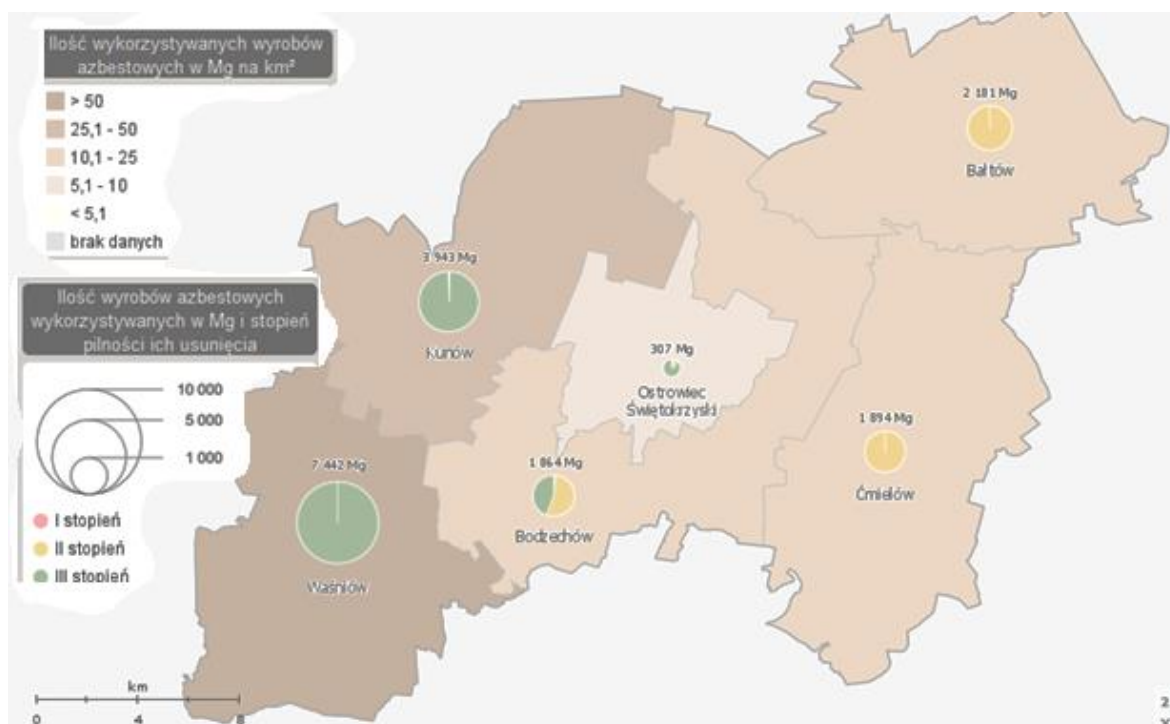 Ilość wykorzystywanych wyrobów
azbestowych w Mg na km²
> 50
25,1 - 50
10,1 - 25
5,1 - 10
< 5,1
brak danych
Ilość wyrobów azbestowych
wykorzystywanych w Mg i stopień
pilności ich usunięcia
10 000
5 000
1 000
I stopień
II stopień
III stopień
2 181 Mg
Bałtów
3 943 Mg
Kunów
307 Mg
Ostrowiec
Świętokrzyski
1 894 Mg
Ćmielów
1 864 Mg
Bodzechów
7 442 Mg
Waśniów
km
0 4 8
2